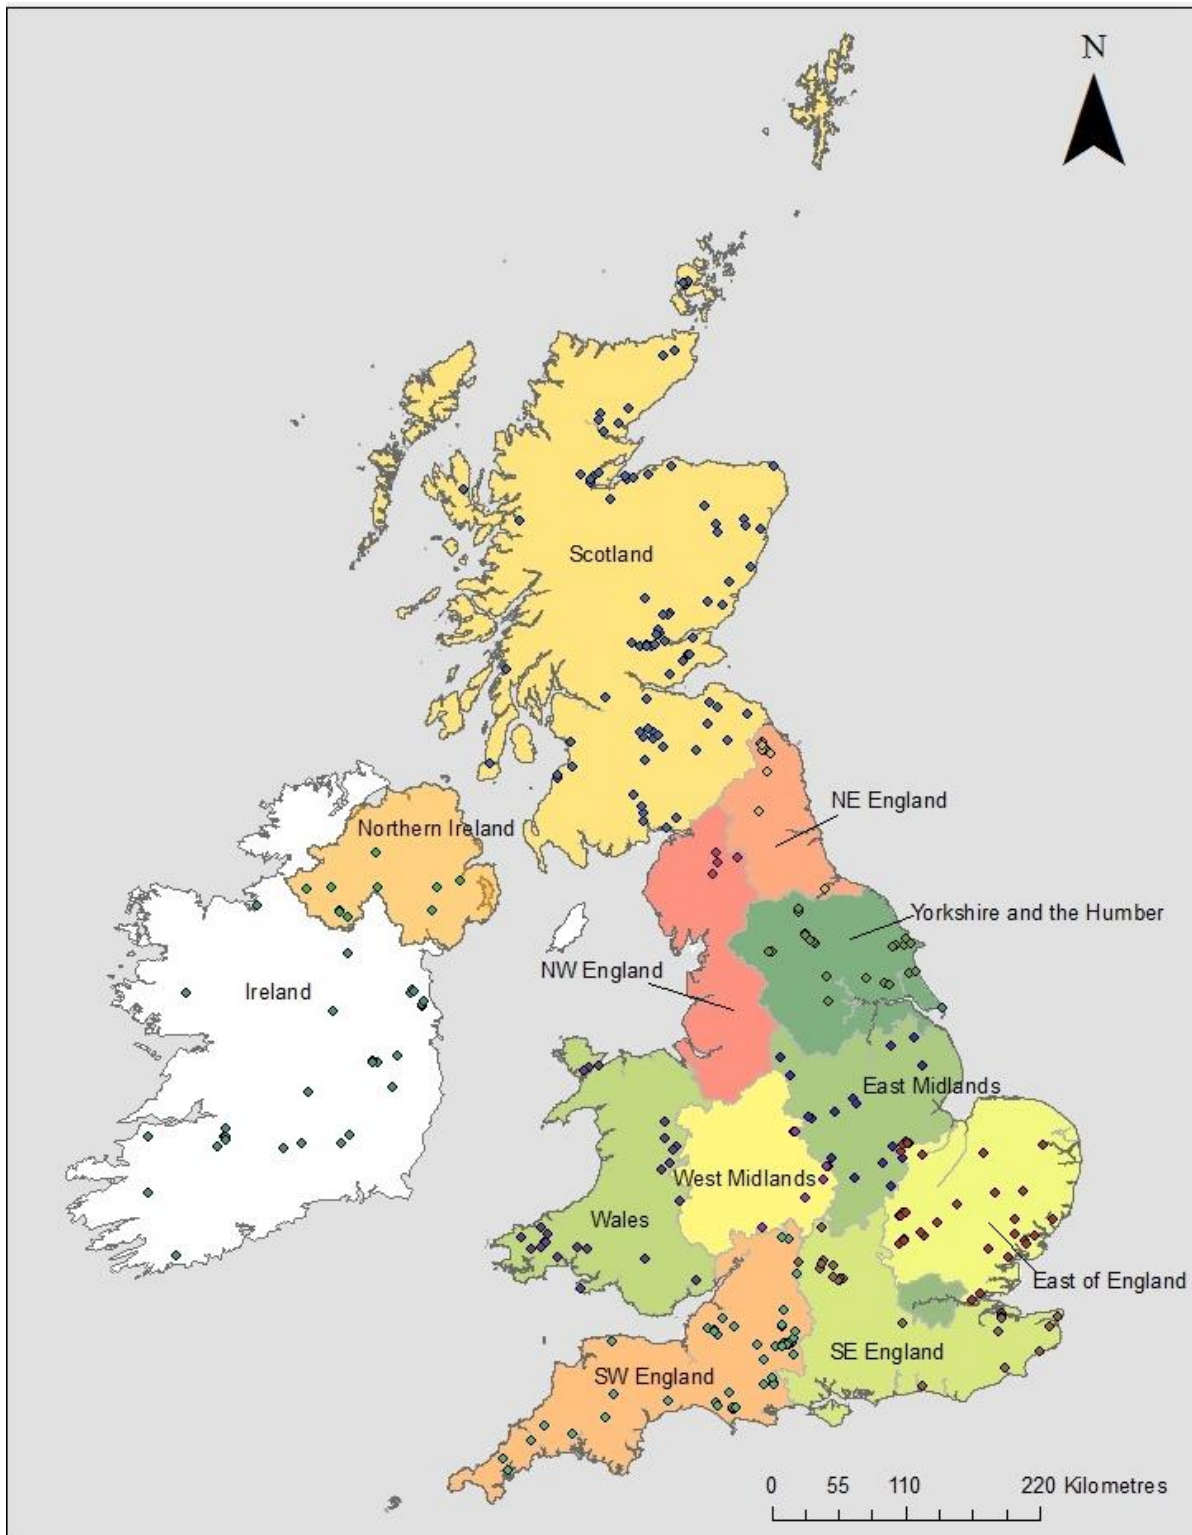 N
Scotland
NE England
Northern Ireland
Yorkshire and the Humber
NW England
Ireland
East Midlands
West Midlands
Wales
East of England
SE England
SW England
0 55 110 220 Kilometres